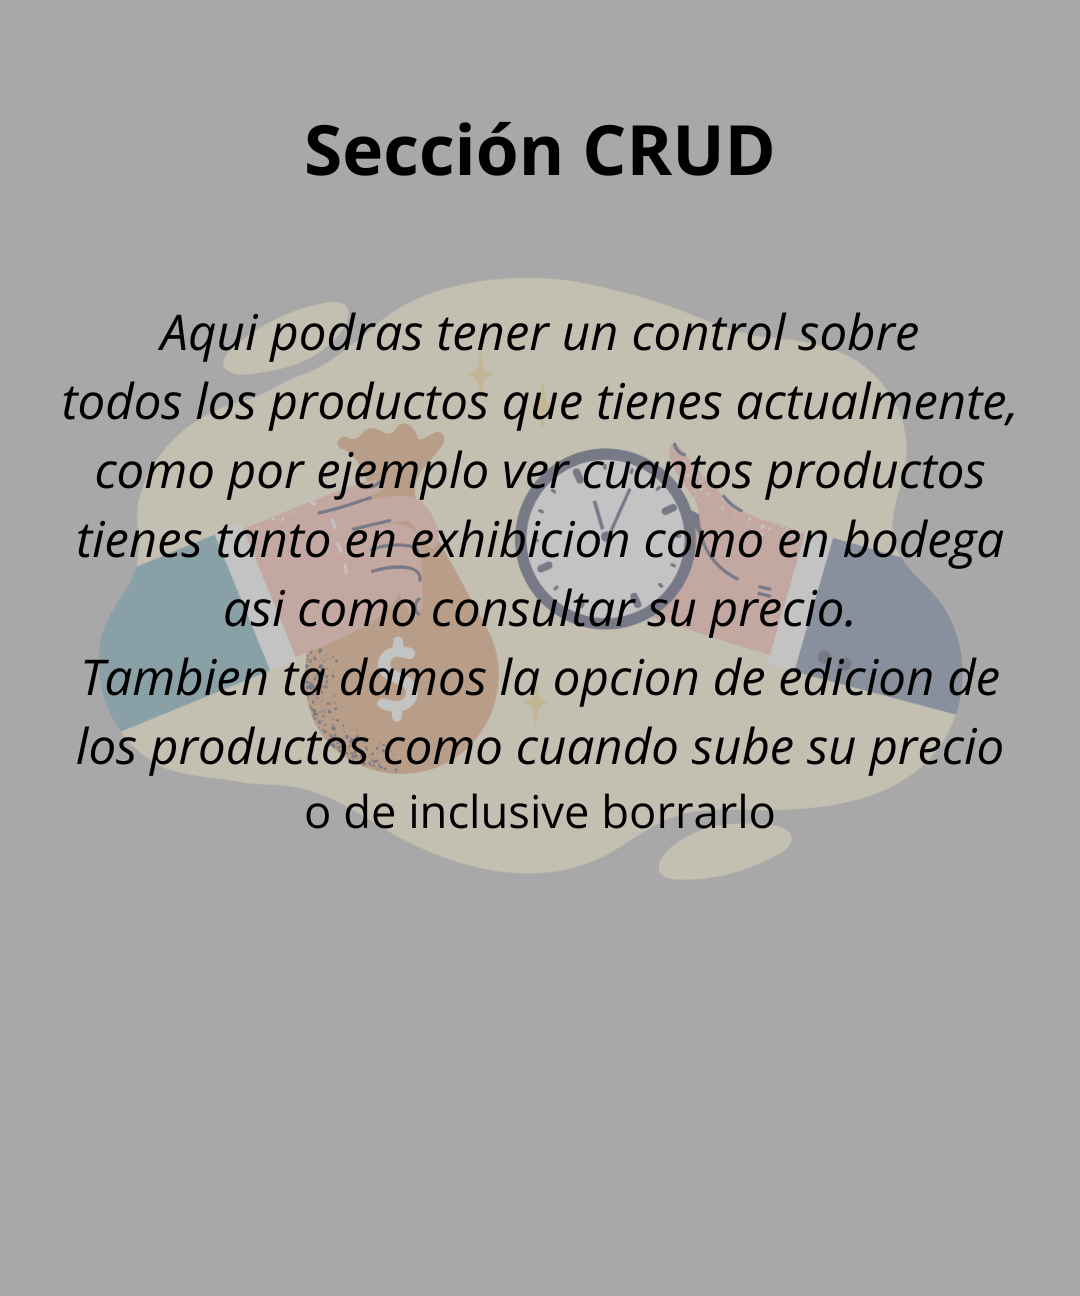 Sección CRUD
Aqui podras tener un control sobre
todos los productos que tienes actualmente,
como por ejemplo ver cuantos productos
tienes tanto en exhibicion como en bodega
asi como consultar su precio.
Tambien ta damos la opcion de edicion de
los productos como cuando sube su precio
o de inclusive borrarlo
$